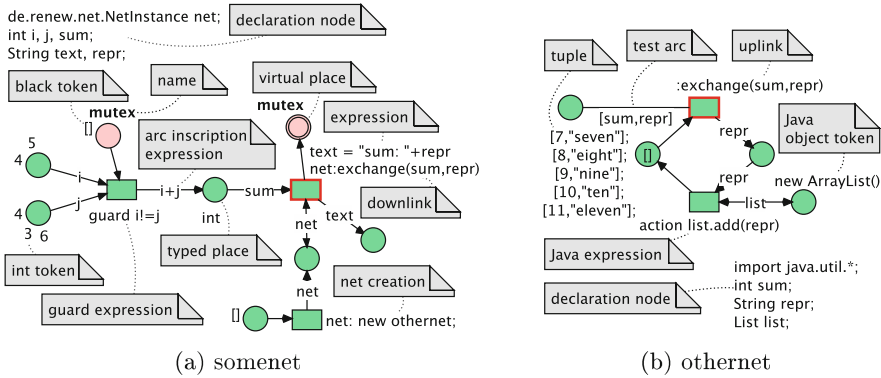 de.renew.net.NetInstance net;
int i, j, sum;
String text, repr;
declaration node
black token
name
virtual place
mutex
[]
mutex
expression
arc inscription
expression
text = "sum: "+repr
net:exchange(sum,repr)
5
4
i
j
i+j
sum
4
3 6
guard i!=j
int
net
text
downlink
typed place
int token
guard expression
net
net creation
[]
net: new othernet;
(a) somenet
tuple
test arc
uplink
:exchange(sum,repr)
[sum,repr]
repr
Java
object token
[7,"seven"];
[8,"eight"];
[9,"nine"];
[10,"ten"];
[11,"eleven"];
[]
repr
new ArrayList()
list
action list.add(repr)
Java expression
declaration node
import java.util.*;
int sum;
String repr;
List list;
(b) othernet